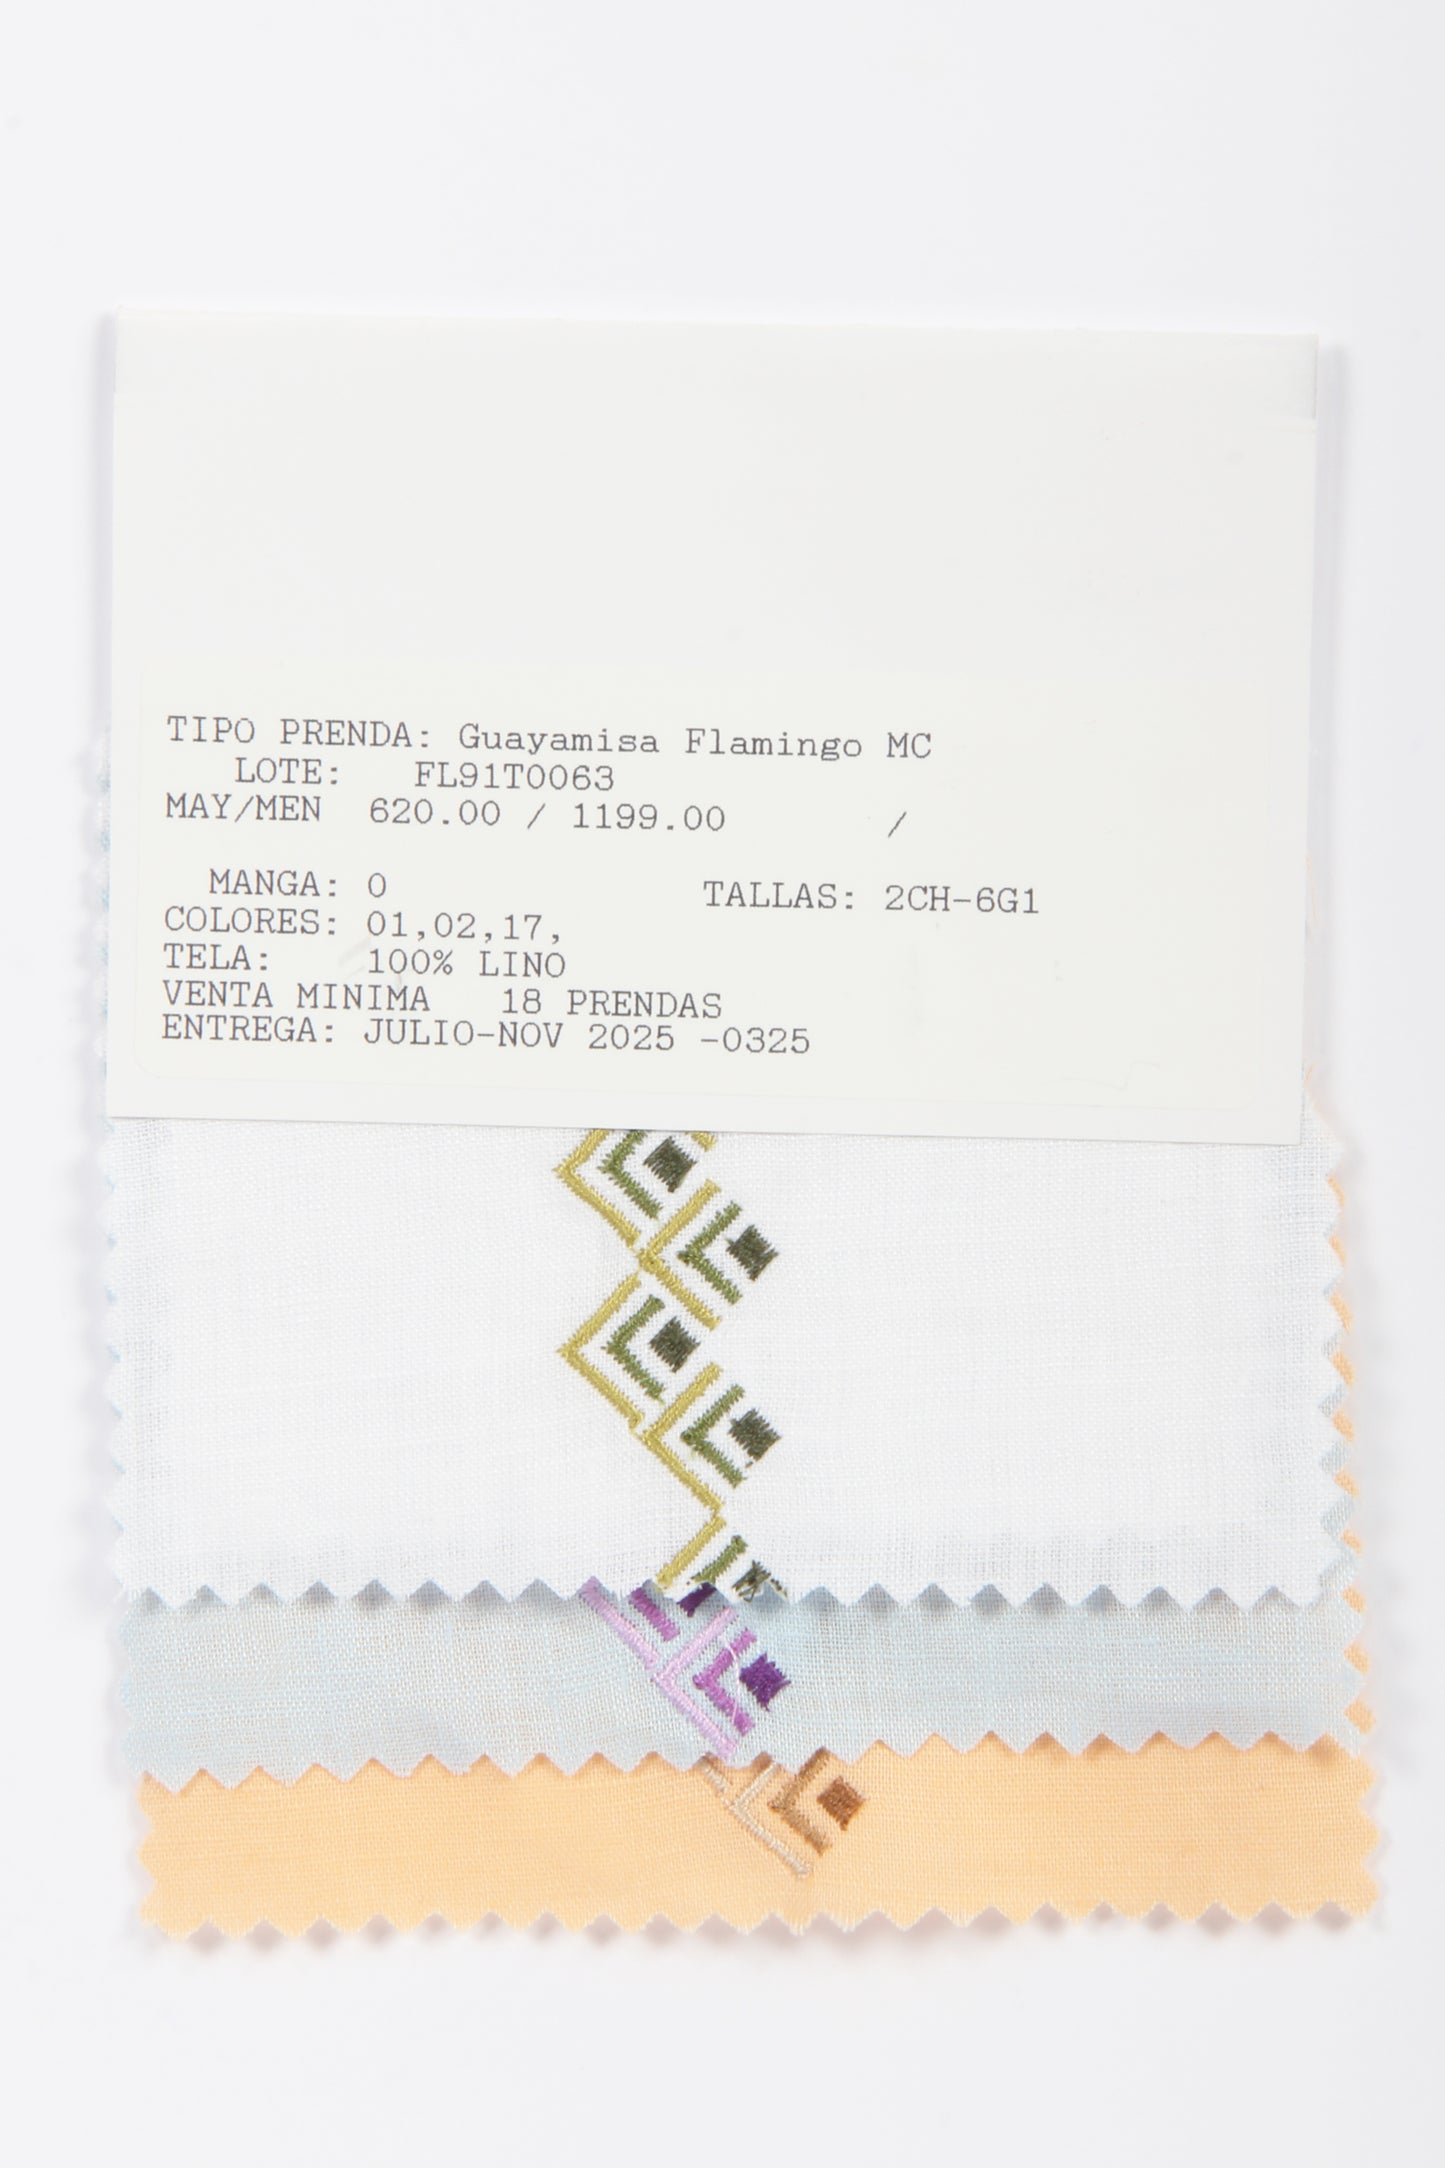 TIPO PRENDA: Guayamisa Flamingo MC
LOTE: FL91T0063
MAY/MEN 620.00 / 1199.00 /
MANGA: 0 TALLAS: 2CH-6G1
COLORES: 01,02,17,
TELA: 100% LINO
VENTA MINIMA 18 PRENDAS
ENTREGA: JULIO-NOV 2025 -0325